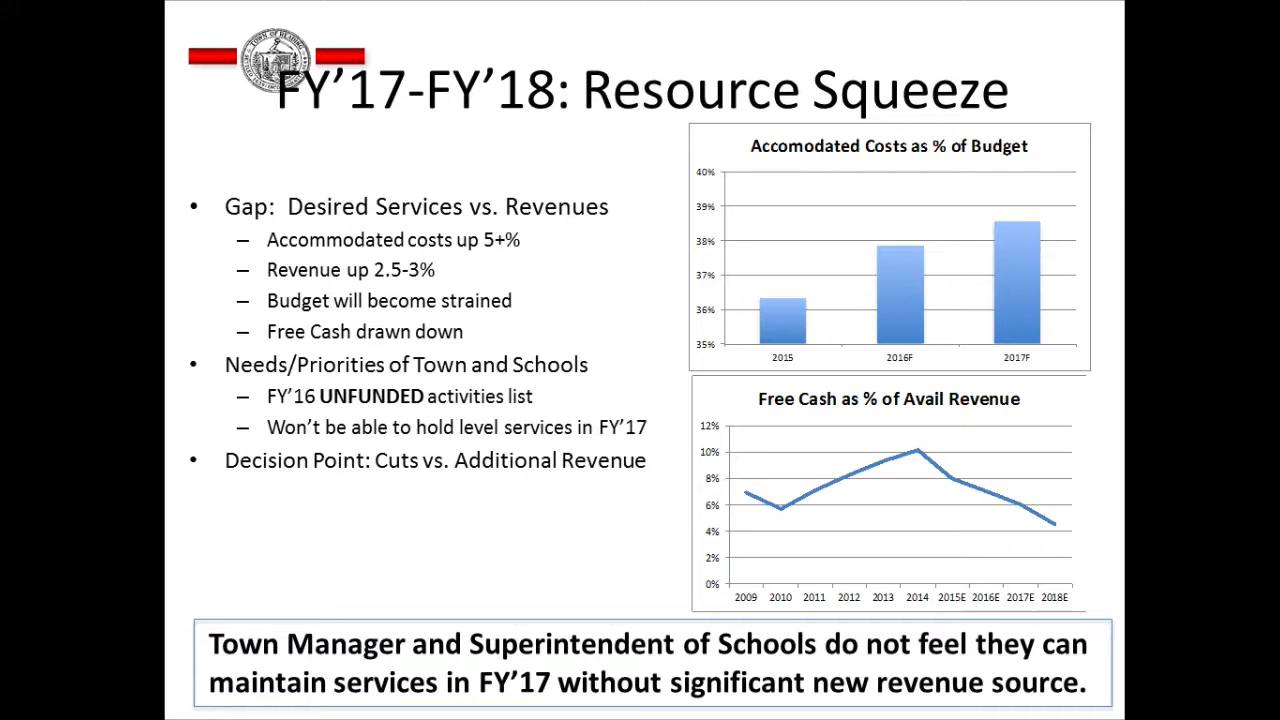 TOWN OF READING
FY’17-FY’18: Resource Squeeze
• Gap: Desired Services vs. Revenues
– Accommodated costs up 5+%
– Revenue up 2.5-3%
– Budget will become strained
– Free Cash drawn down
• Needs/Priorities of Town and Schools
– FY’16 UNFUNDED activities list
– Won’t be able to hold level services in FY’17
• Decision Point: Cuts vs. Additional Revenue
Accomodated Costs as % of Budget
40%
39%
38%
37%
36%
35%
2015 2016F 2017F
Free Cash as % of Avail Revenue
12%
10%
8%
6%
4%
2%
0%
2009 2010 2011 2012 2013 2014 2015E 2016E 2017E 2018E
Town Manager and Superintendent of Schools do not feel they can
maintain services in FY’17 without significant new revenue source.